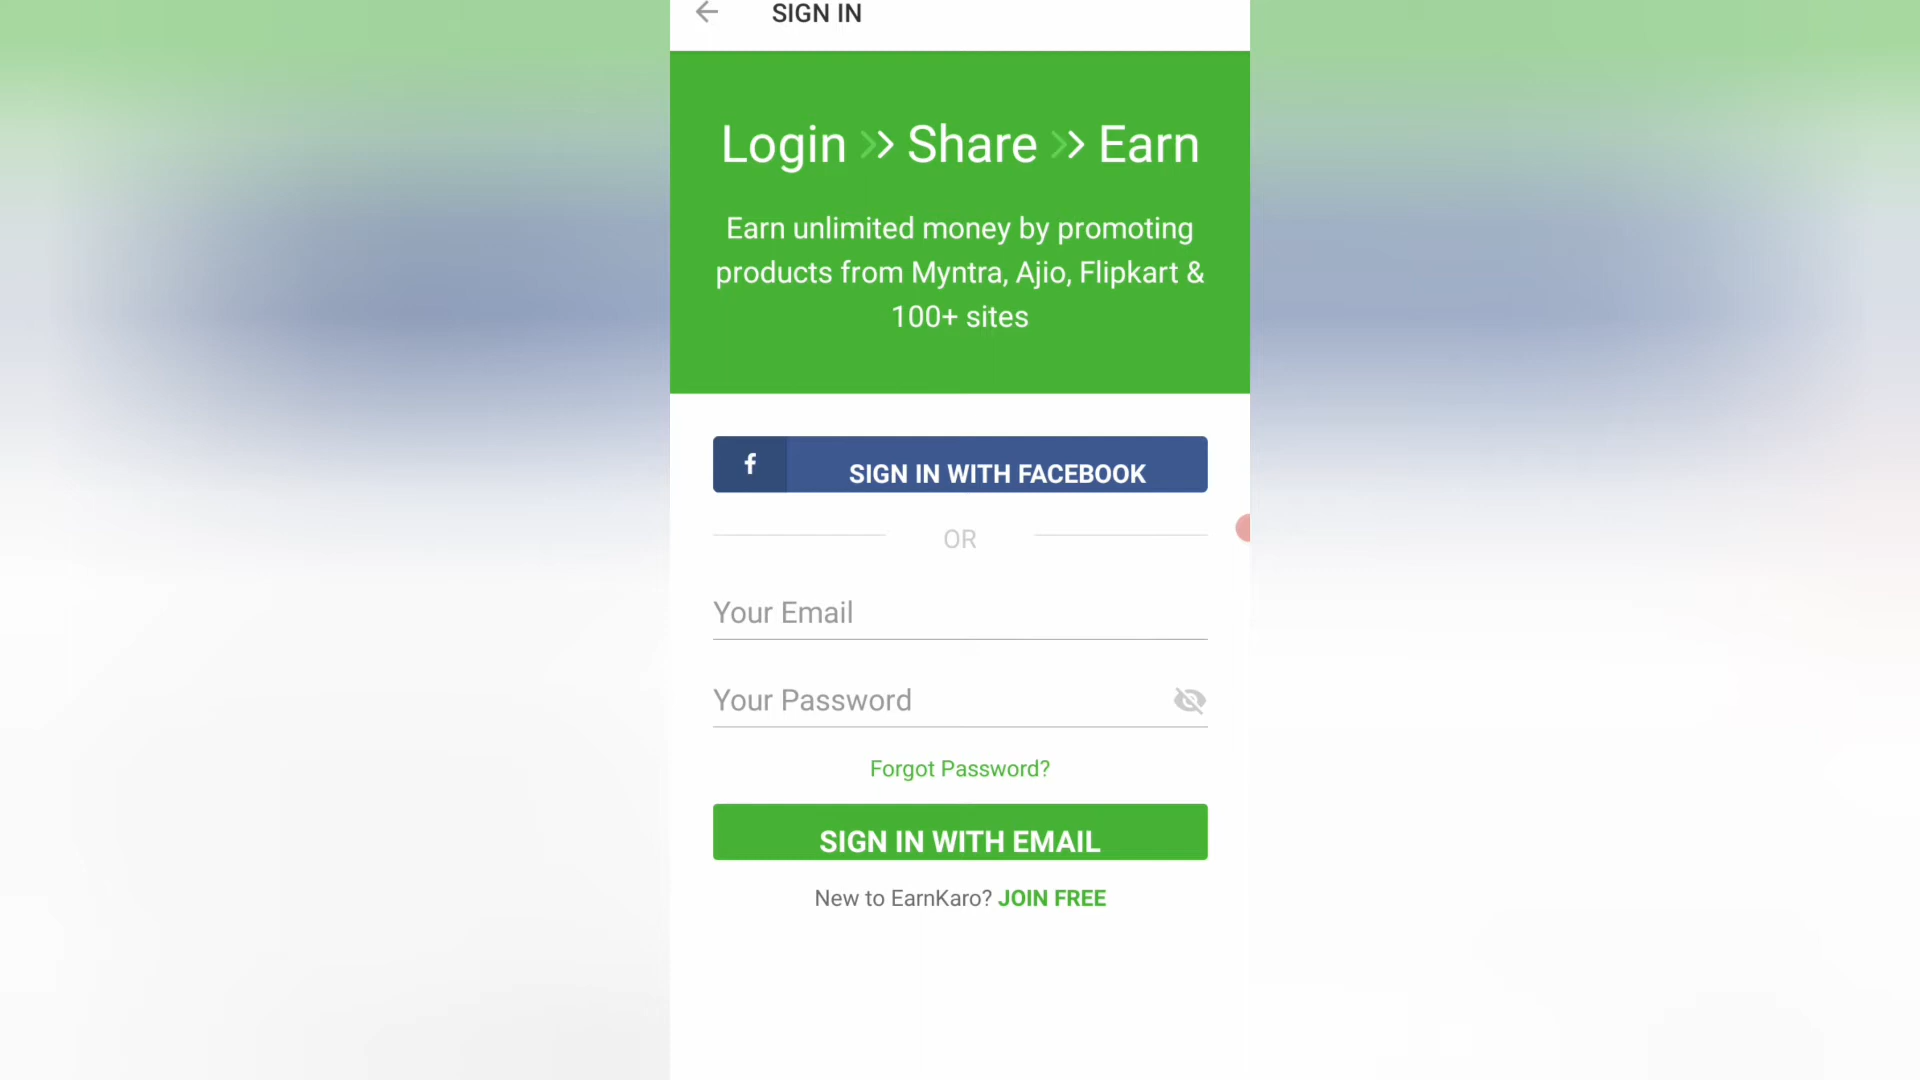 SIGN IN
Login >> Share >> Earn
Earn unlimited money by promoting
products from Myntra, Ajio, Flipkart &
100+ sites
f SIGN IN WITH FACEBOOK
OR
Your Email
Your Password
Forgot Password?
SIGN IN WITH EMAIL
New to EarnKaro? JOIN FREE